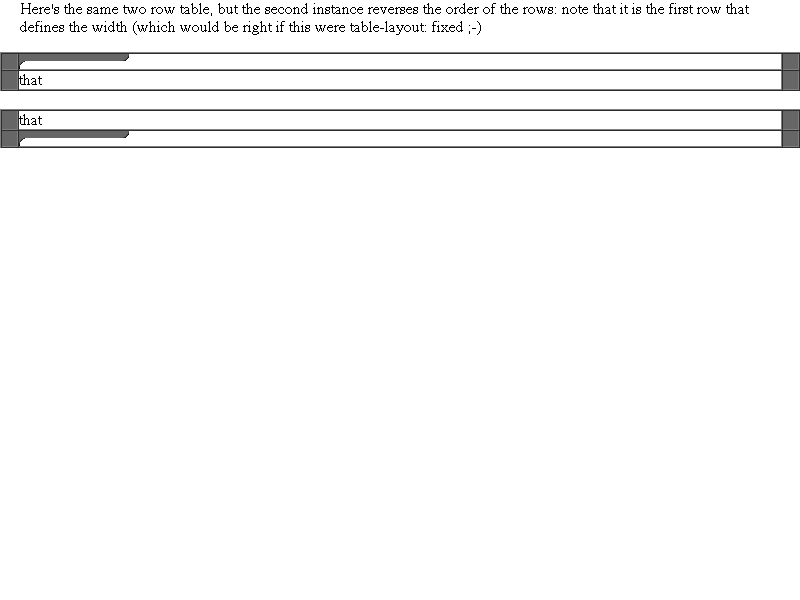 Here's the same two row table, but the second instance reverses the order of the rows: note that it is the first row that
defines the width (which would be right if this were table-layout: fixed ;-)
that
that